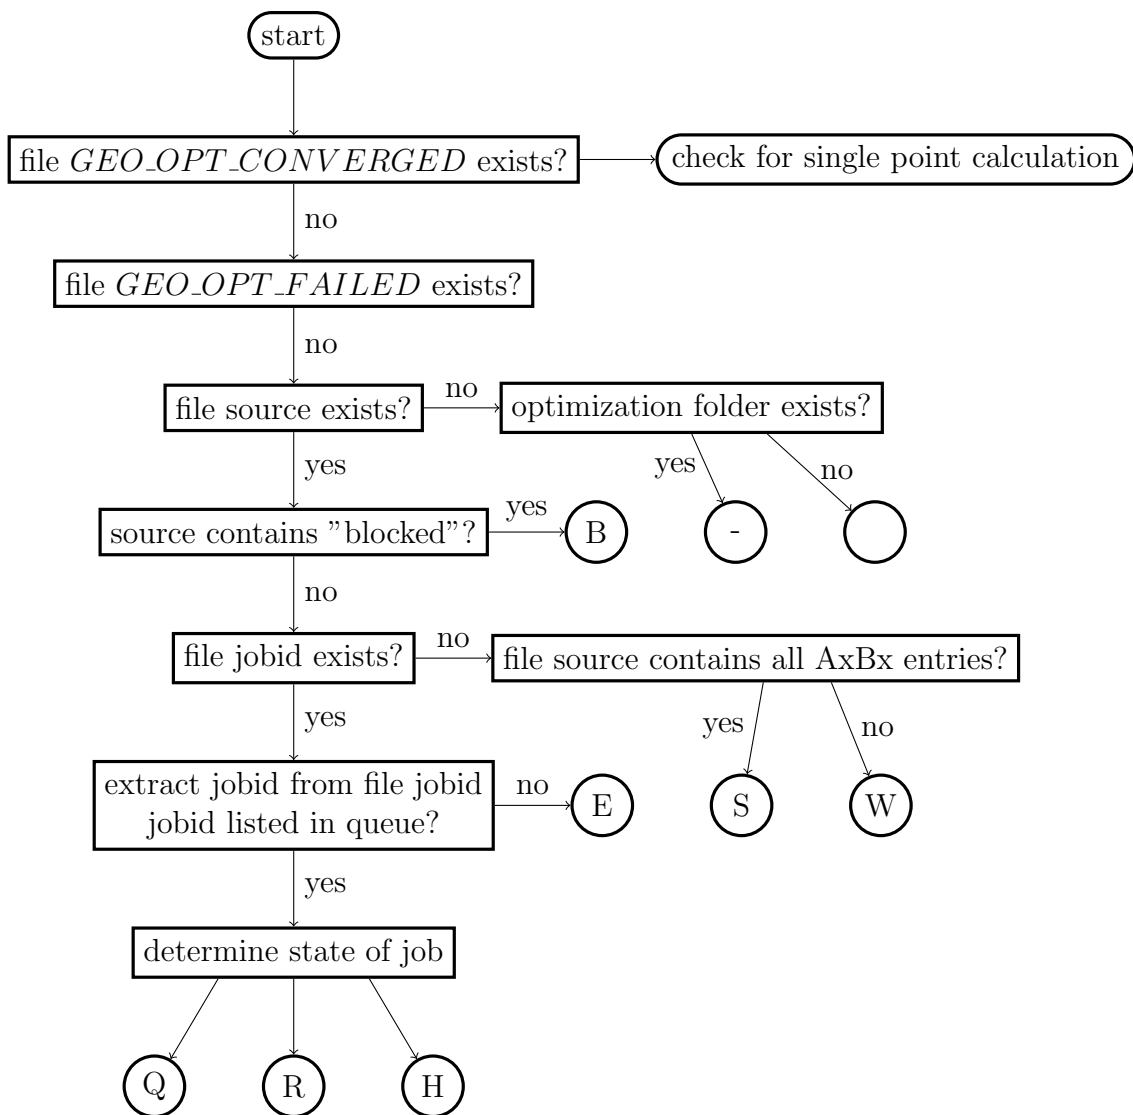 start
file GEO_OPT_CONVERGED exists?
check for single point calculation
no
file GEO_OPT_FAILED exists?
no
file source exists?
no
optimization folder exists?
yes
yes
no
source contains ”blocked”?
yes
B
-
no
file jobid exists?
no
file source contains all AxBx entries?
yes
yes
no
extract jobid from file jobid
jobid listed in queue?
no
E
S
W
yes
determine state of job
Q
R
H